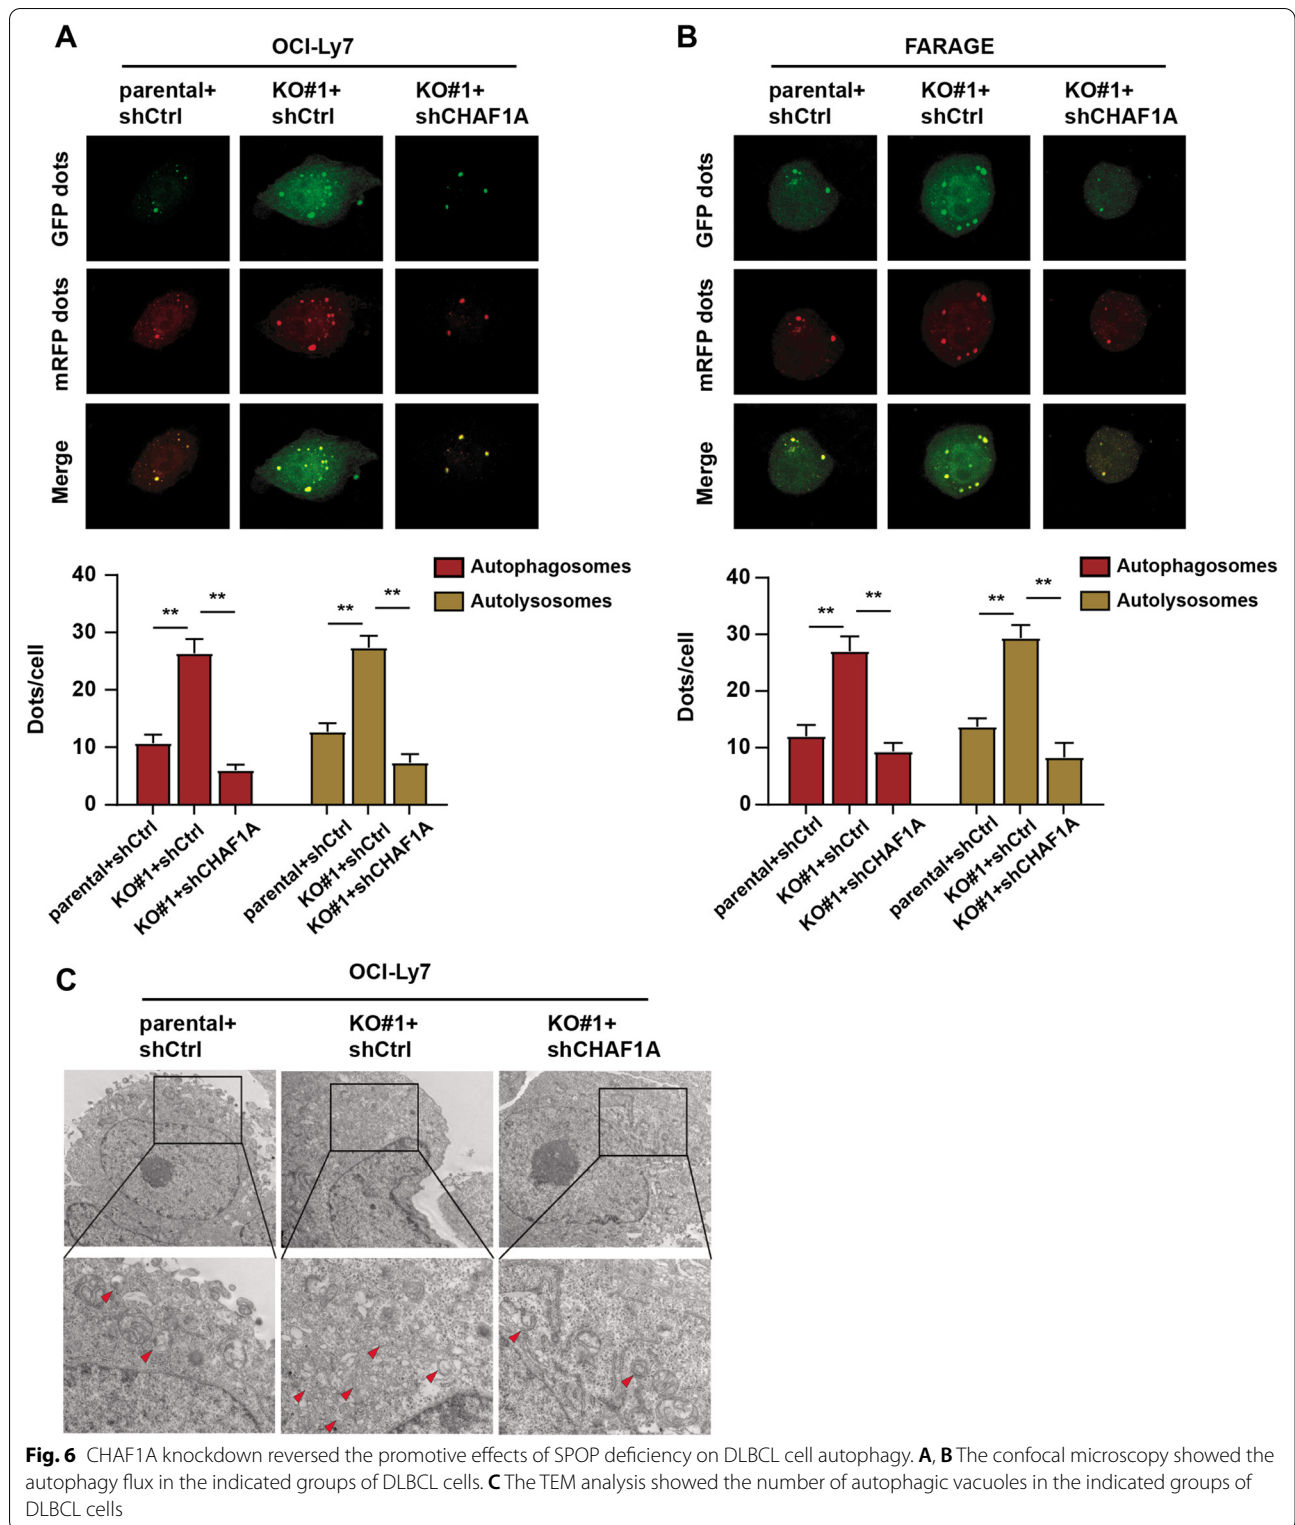 A
OCI-Ly7
parental+
shCtrl
KO#1+
shCtrl
KO#1+
shCHAF1A
GFP dots
mRFP dots
Merge
Autophagosomes
Autolysosomes
Dots/cell
40
30
20
10
0
** ** ** **
parental+shCtrl
KO#1+shCtrl
KO#1+shCHAF1A
parental+shCtrl
KO#1+shCtrl
KO#1+shCHAF1A
B
FARAGE
parental+
shCtrl
KO#1+
shCtrl
KO#1+
shCHAF1A
GFP dots
mRFP dots
Merge
Autophagosomes
Autolysosomes
Dots/cell
40
30
20
10
0
** ** ** **
parental+shCtrl
KO#1+shCtrl
KO#1+shCHAF1A
parental+shCtrl
KO#1+shCtrl
KO#1+shCHAF1A
C
OCI-Ly7
parental+
shCtrl
KO#1+
shCtrl
KO#1+
shCHAF1A
Fig. 6 CHAF1A knockdown reversed the promotive effects of SPOP deficiency on DLBCL cell autophagy. A, B The confocal microscopy showed the
autophagy flux in the indicated groups of DLBCL cells. C The TEM analysis showed the number of autophagic vacuoles in the indicated groups of
DLBCL cells